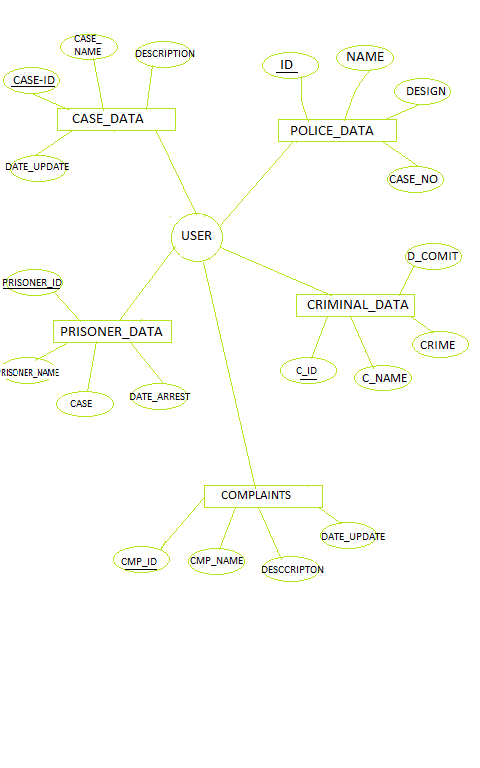 CASE_
NAME
DESCRIPTION
CASE-ID
CASE_DATA
DATE_UPDATE
ID
NAME
DESIGN
POLICE_DATA
CASE_NO
USER
D_COMIT
PRISONER_ID
CRIMINAL_DATA
PRISONER_DATA
CRIME
C_ID
C_NAME
RISONER_NAME
CASE
DATE_ARREST
COMPLAINTS
DATE_UPDATE
CMP_ID
CMP_NAME
DESCCRIPTON